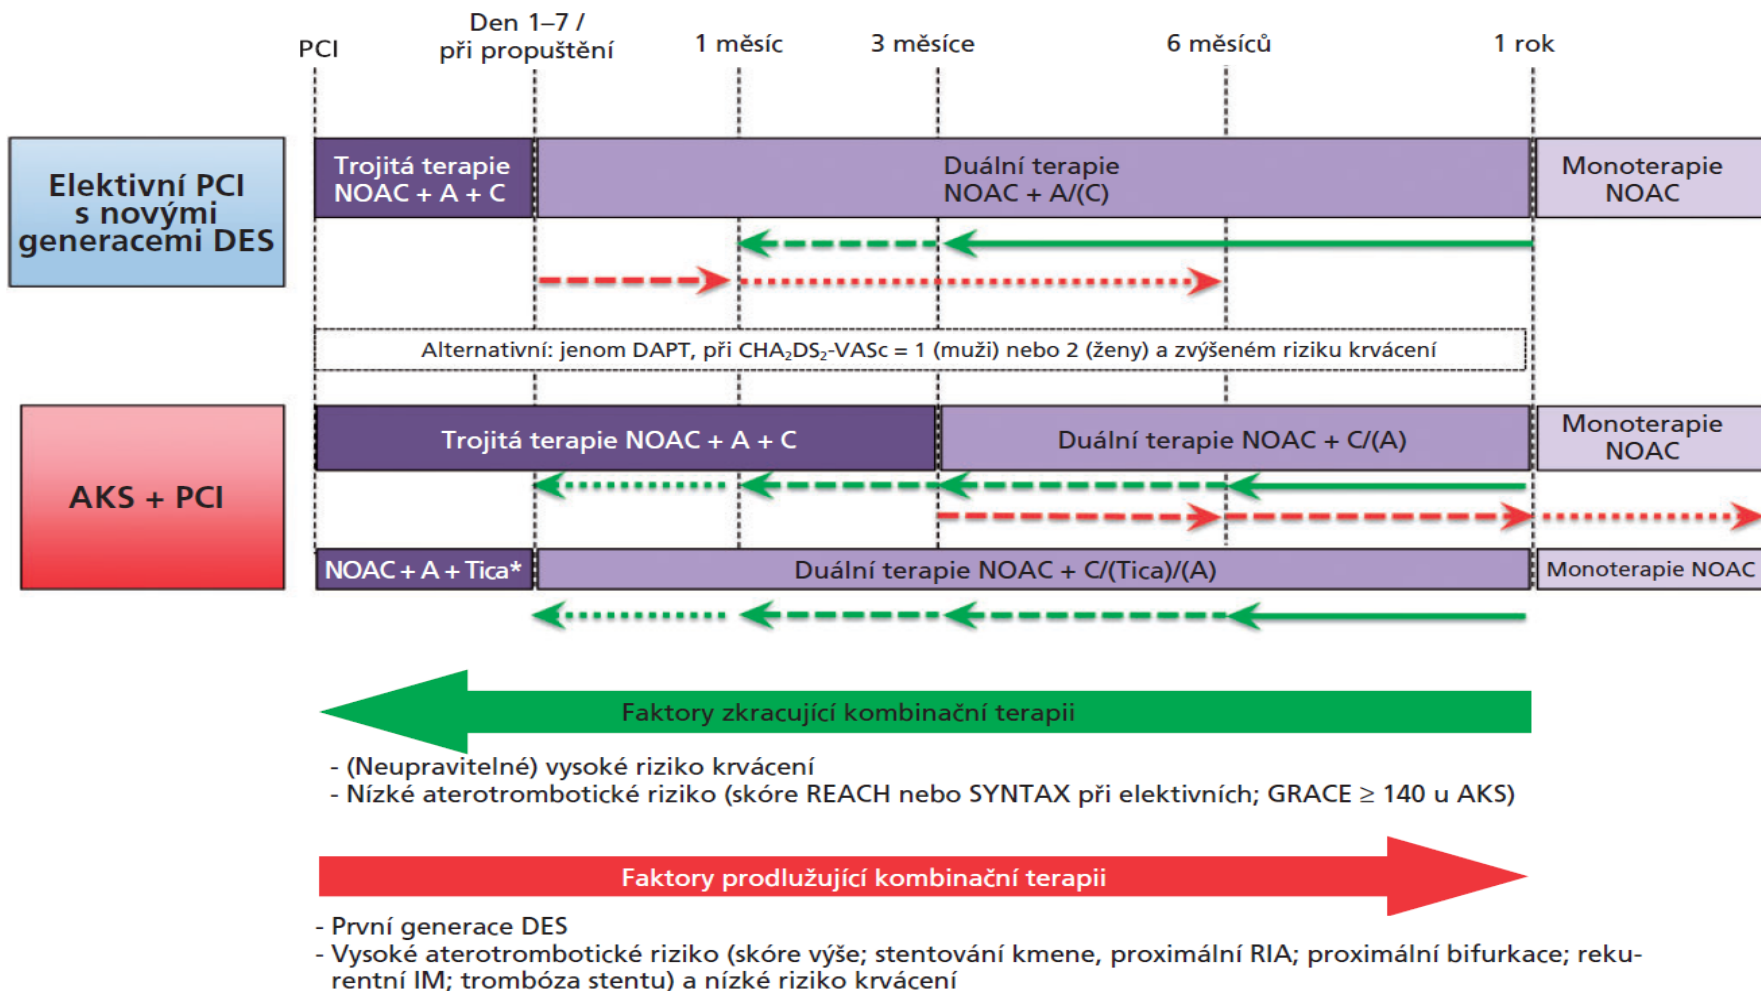 PCI
Den 1–7 /
při propuštění
1 měsíc
3 měsíce
6 měsíců
1 rok
Elektivní PCI
s novými
generacemi DES
Trojitá terapie
NOAC + A + C
Duální terapie
NOAC + A/(C)
Monoterapie
NOAC
Alternativní: jenom DAPT, při CHA₂DS₂-VASc = 1 (muži) nebo 2 (ženy) a zvýšeném riziku krvácení
AKS + PCI
Trojitá terapie NOAC + A + C
Duální terapie NOAC + C/(A)
Monoterapie
NOAC
NOAC + A + Tica*
Duální terapie NOAC + C/(Tica)/(A)
Monoterapie NOAC
Faktory zkracující kombinační terapii
- (Neupravitelné) vysoké riziko krvácení
- Nízké aterotrombotické riziko (skóre REACH nebo SYNTAX při elektivních; GRACE ≥ 140 u AKS)
Faktory prodlužující kombinační terapii
- První generace DES
- Vysoké aterotrombotické riziko (skóre výše; stentování kmene, proximální RIA; proximální bifurkace; reku-
rentní IM; trombóza stentu) a nízké riziko krvácení